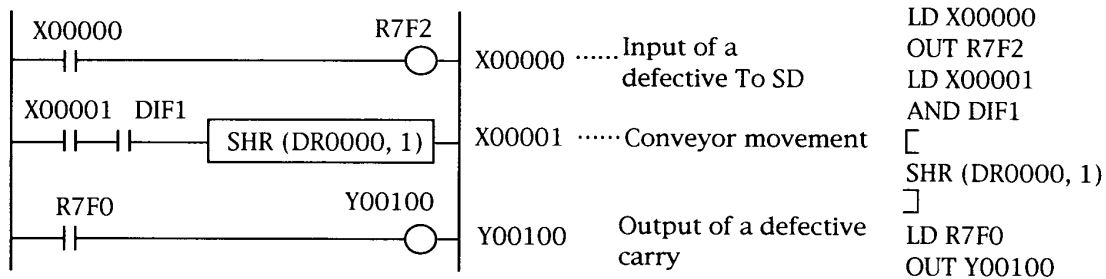 X00000 R7F2
X00000 ...... Input of a
defective To SD
X00001 DIF1
SHR (DR0000, 1)
X00001 ...... Conveyor movement
R7F0 Y00100
Y00100 Output of a defective
carry
LD X00000
OUT R7F2
LD X00001
AND DIF1
[
SHR (DR0000, 1)
]
LD R7F0
OUT Y00100